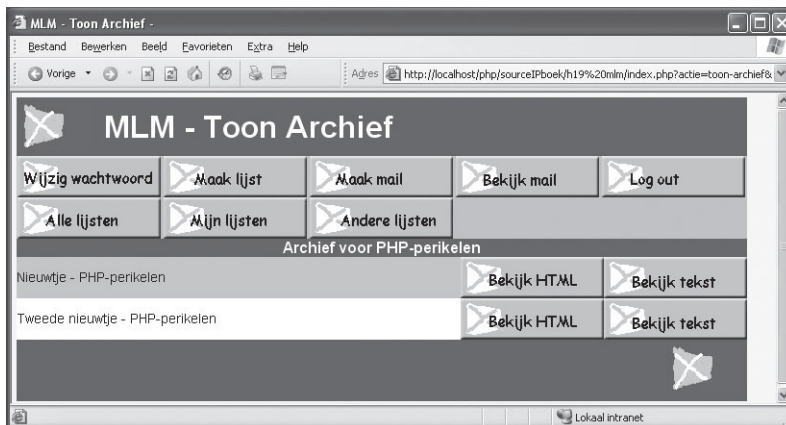 MLM - Toon Archief -
Bestand Bewerken Beeld Favorieten Extra Help
Vorige Adres http://localhost/php/sourceIPboek/h19%20mlm/index.php?actie=toon-archief&
MLM - Toon Archief
Wijzig wachtwoord Maak lijst Maak mail Bekijk mail Log out
Alle lijsten Mijn lijsten Andere lijsten
Archief voor PHP-perikelen
Nieuwtje - PHP-perikelen Bekijk HTML Bekijk tekst
Tweede nieuwtje - PHP-perikelen Bekijk HTML Bekijk tekst
Lokaal intranet